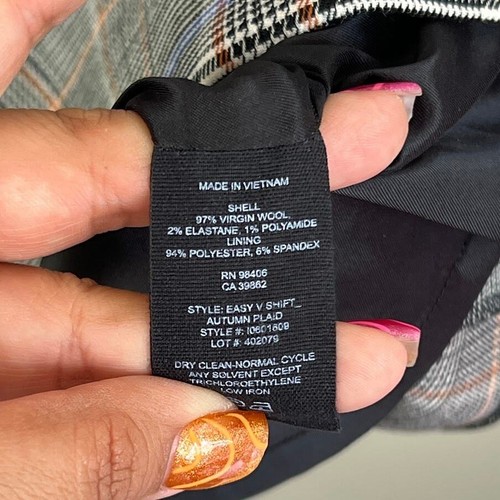 MADE IN VIETNAM
SHELL
97% VIRGIN WOOL,
2% ELASTANE, 1% POLYAMIDE
LINING
94% POLYESTER, 6% SPANDEX
RN 98406
CA 39862
STYLE: EASY V SHIFT_
AUTUMN PLAID
STYLE #: I0601609
LOT #: 402079
DRY CLEAN-NORMAL CYCLE
ANY SOLVENT EXCEPT
TRICHLOROETHYLENE
LOW IRON